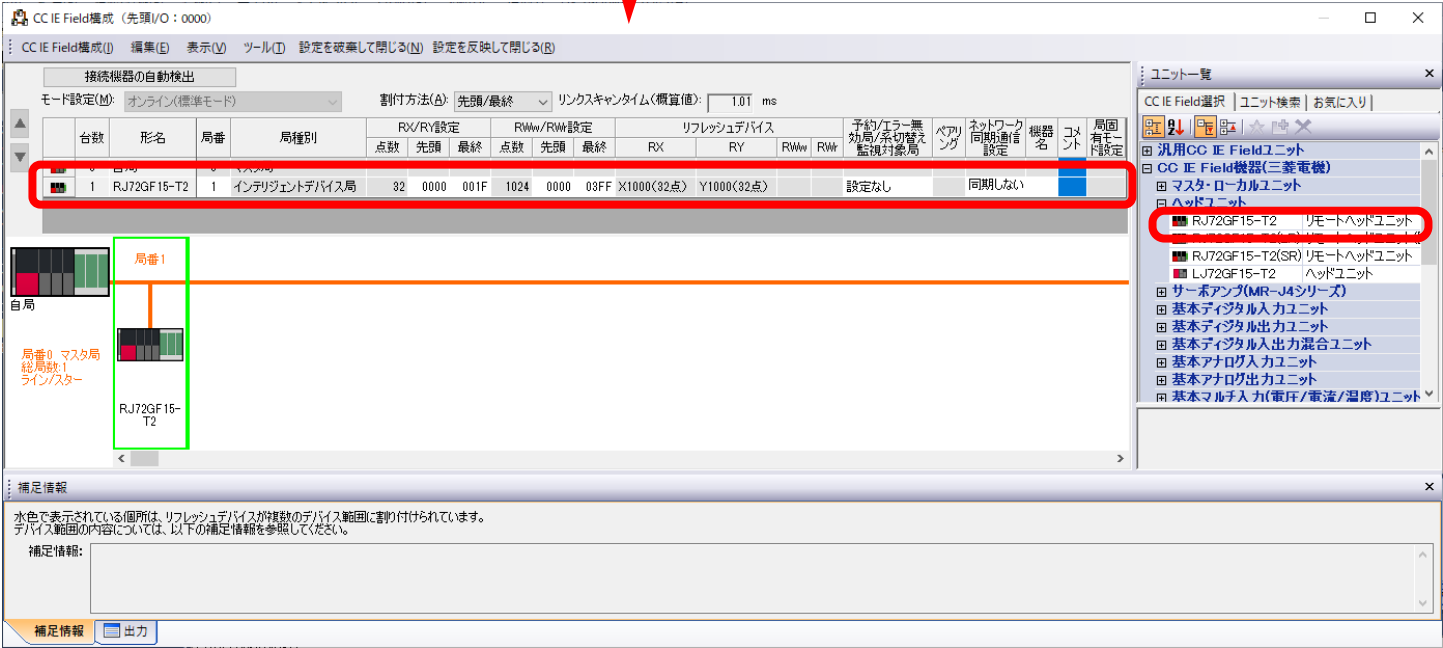 CC IE Field構成（先頭I/O：0000）
CC IE Field構成(I) 編集(E) 表示(V) ツール(T) 設定を破棄して閉じる(N) 設定を反映して閉じる(R)
接続機器の自動検出
モード設定(M): オンライン(標準モード) 割付方法(A): 先頭/最終 リンクスキャンタイム(概算値): 1.01 ms
台数 形名 局番 局種別 RX/RY設定 RWw/RWr設定 リフレッシュデバイス 予約/エラー無効局/系切替え監視対象局 ペアリング ネットワーク同期通信設定 機器名 コメント 局固有モード設定
点数 先頭 最終 点数 先頭 最終 RX RY RWw RWr
1 RJ72GF15-T2 1 インテリジェントデバイス局 32 0000 001F 1024 0000 03FF X1000(32点) Y1000(32点) 設定なし 同期しない
局番1
自局
局番0 マスタ局
総局数:1
ライン/スター
RJ72GF15-
T2
ユニット一覧
CC IE Field選択 ユニット検索 お気に入り
汎用CC IE Fieldユニット
CC IE Field機器(三菱電機)
マスタ・ローカルユニット
ヘッドユニット
RJ72GF15-T2 リモートヘッドユニット
RJ72GF15-T2(SR) リモートヘッドユニット
LJ72GF15-T2 ヘッドユニット
サーボアンプ(MR-J4シリーズ)
基本ディジタル入力ユニット
基本ディジタル出力ユニット
基本ディジタル入出力混合ユニット
基本アナログ入力ユニット
基本アナログ出力ユニット
基本マルチ入力(電圧/電流/温度)ユニット
補足情報
水色で表示されている個所は、リフレッシュデバイスが複数のデバイス範囲に割り付けられています。
デバイス範囲の内容については、以下の補足情報を参照してください。
補足情報:
補足情報 出力